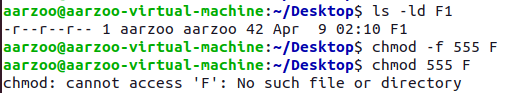 aarzoo@aarzoo-virtual-machine:~/Desktop$ ls -ld F1
-r--r--r-- 1 aarzoo aarzoo 42 Apr  9 02:10 F1
aarzoo@aarzoo-virtual-machine:~/Desktop$ chmod -f 555 F
aarzoo@aarzoo-virtual-machine:~/Desktop$ chmod 555 F
chmod: cannot access 'F': No such file or directory